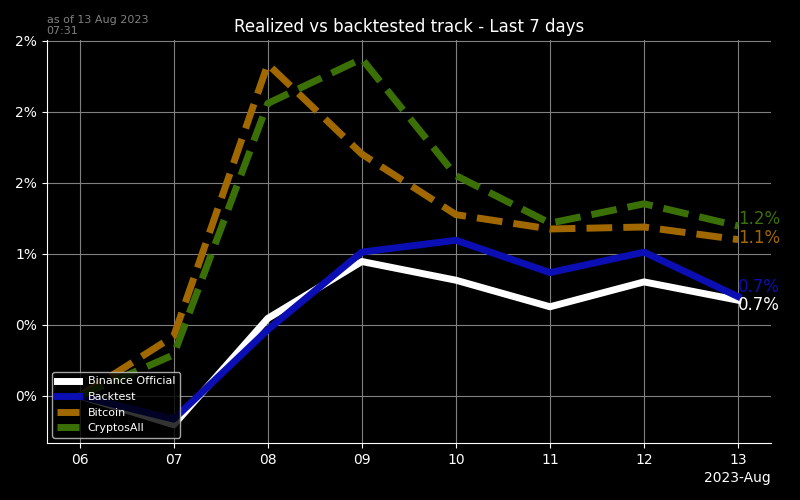 as of 13 Aug 2023
07:31
Realized vs backtested track - Last 7 days
2%
2%
2%
1%
0%
0%
1.2%
1.1%
0.7%
0.7%
Binance Official
Backtest
Bitcoin
CryptosAll
06 07 08 09 10 11 12 13
2023-Aug